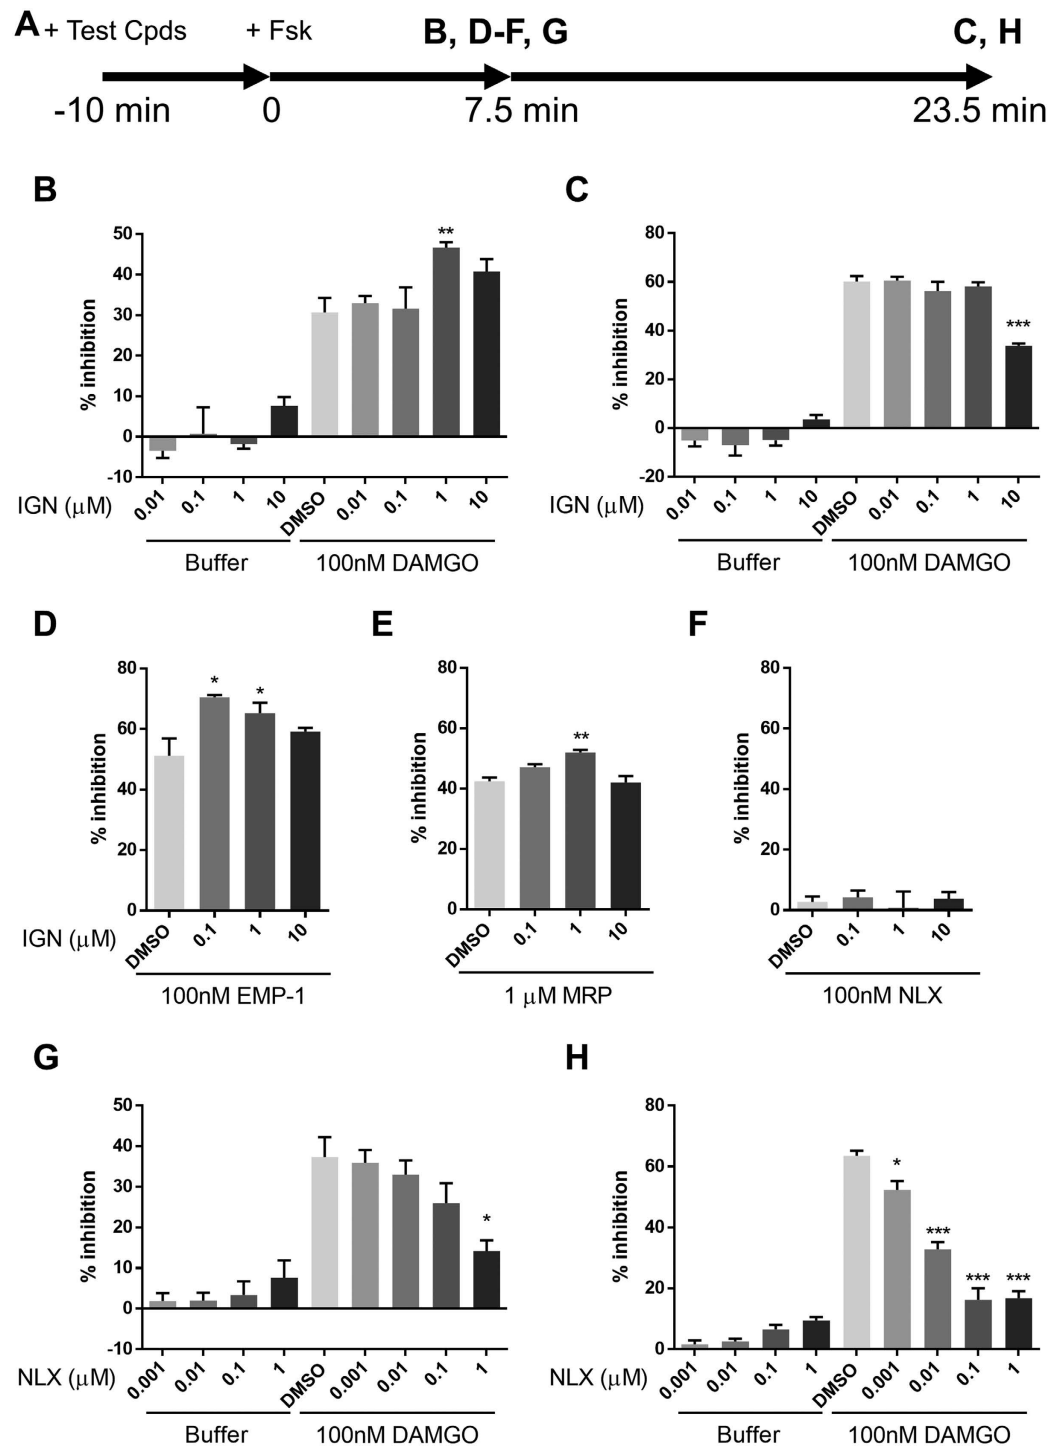 A + Test Cpds + Fsk B, D-F, G C, H
-10 min 0 7.5 min 23.5 min
B
% inhibition
50
40
30
20
10
0
-10
**
IGN (μM) 0.01 0.1 1 10 DMSO 0.01 0.1 1 10
Buffer 100nM DAMGO
C
% inhibition
80
60
40
20
0
-20
***
IGN (μM) 0.01 0.1 1 10 DMSO 0.01 0.1 1 10
Buffer 100nM DAMGO
D
% inhibition
80
60
40
20
0
* *
IGN (μM) DMSO 0.1 1 10
100nM EMP-1
E
% inhibition
80
60
40
20
0
**
DMSO 0.1 1 10
1 μM MRP
F
% inhibition
80
60
40
20
0
DMSO 0.1 1 10
100nM NLX
G
% inhibition
50
40
30
20
10
0
-10
*
NLX (μM) 0.001 0.01 0.1 1 DMSO 0.001 0.01 0.1 1
Buffer 100nM DAMGO
H
% inhibition
80
60
40
20
0
* *** *** ***
NLX (μM) 0.001 0.01 0.1 1 DMSO 0.001 0.01 0.1 1
Buffer 100nM DAMGO